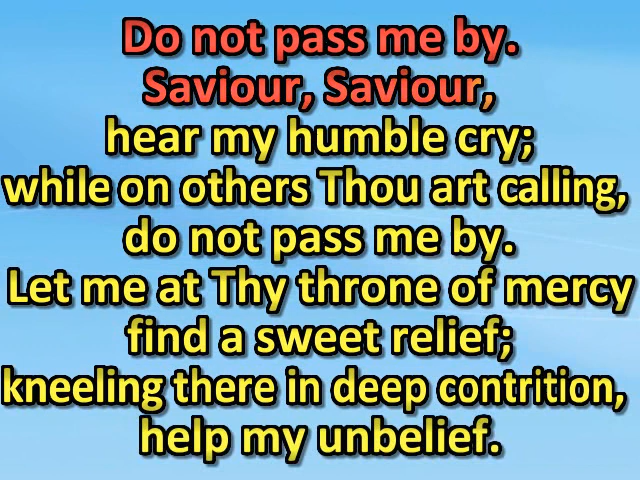 Do not pass me by.
Saviour, Saviour,
hear my humble cry;
while on others Thou art calling,
do not pass me by.
Let me at Thy throne of mercy
find a sweet relief;
kneeling there in deep contrition,
help my unbelief.